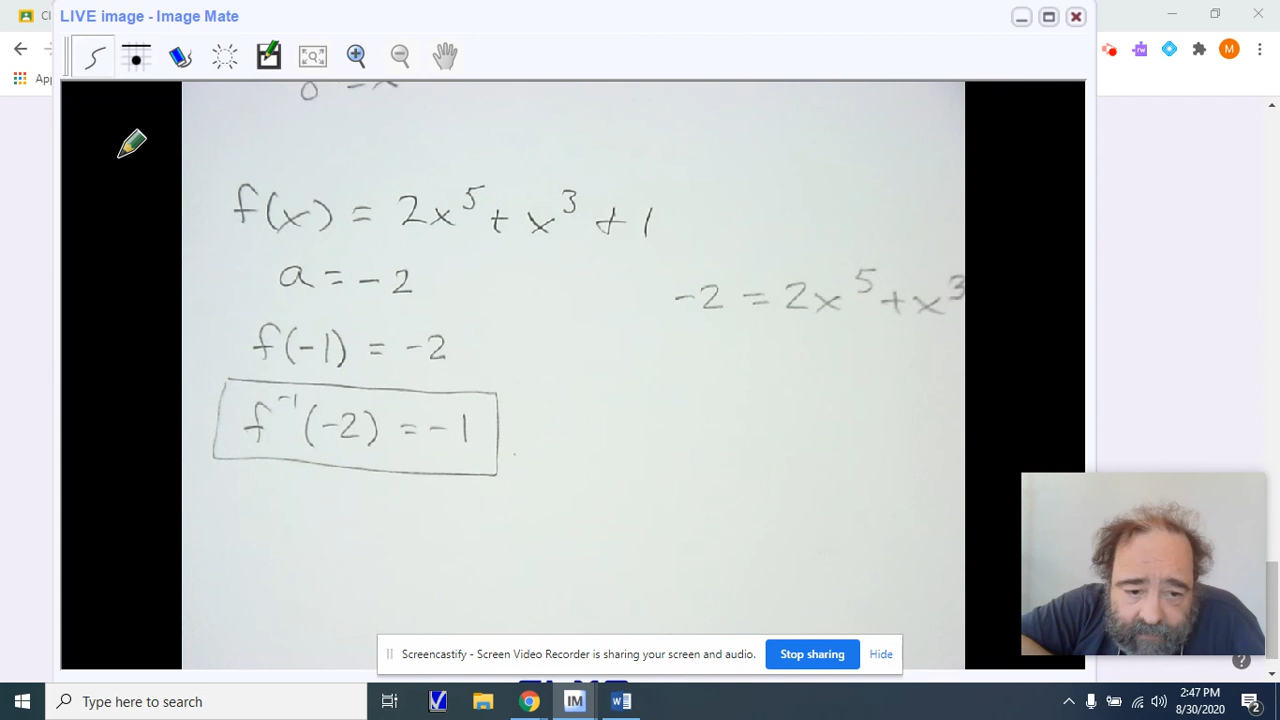 LIVE image - Image Mate
M
f(x) = 2x⁵ + x³ + 1
a = -2
-2 = 2x⁵ + x³
f(-1) = -2
f⁻¹(-2) = -1
Screencastify - Screen Video Recorder is sharing your screen and audio.
Stop sharing
Hide
Type here to search
IM
2:47 PM
8/30/2020
2